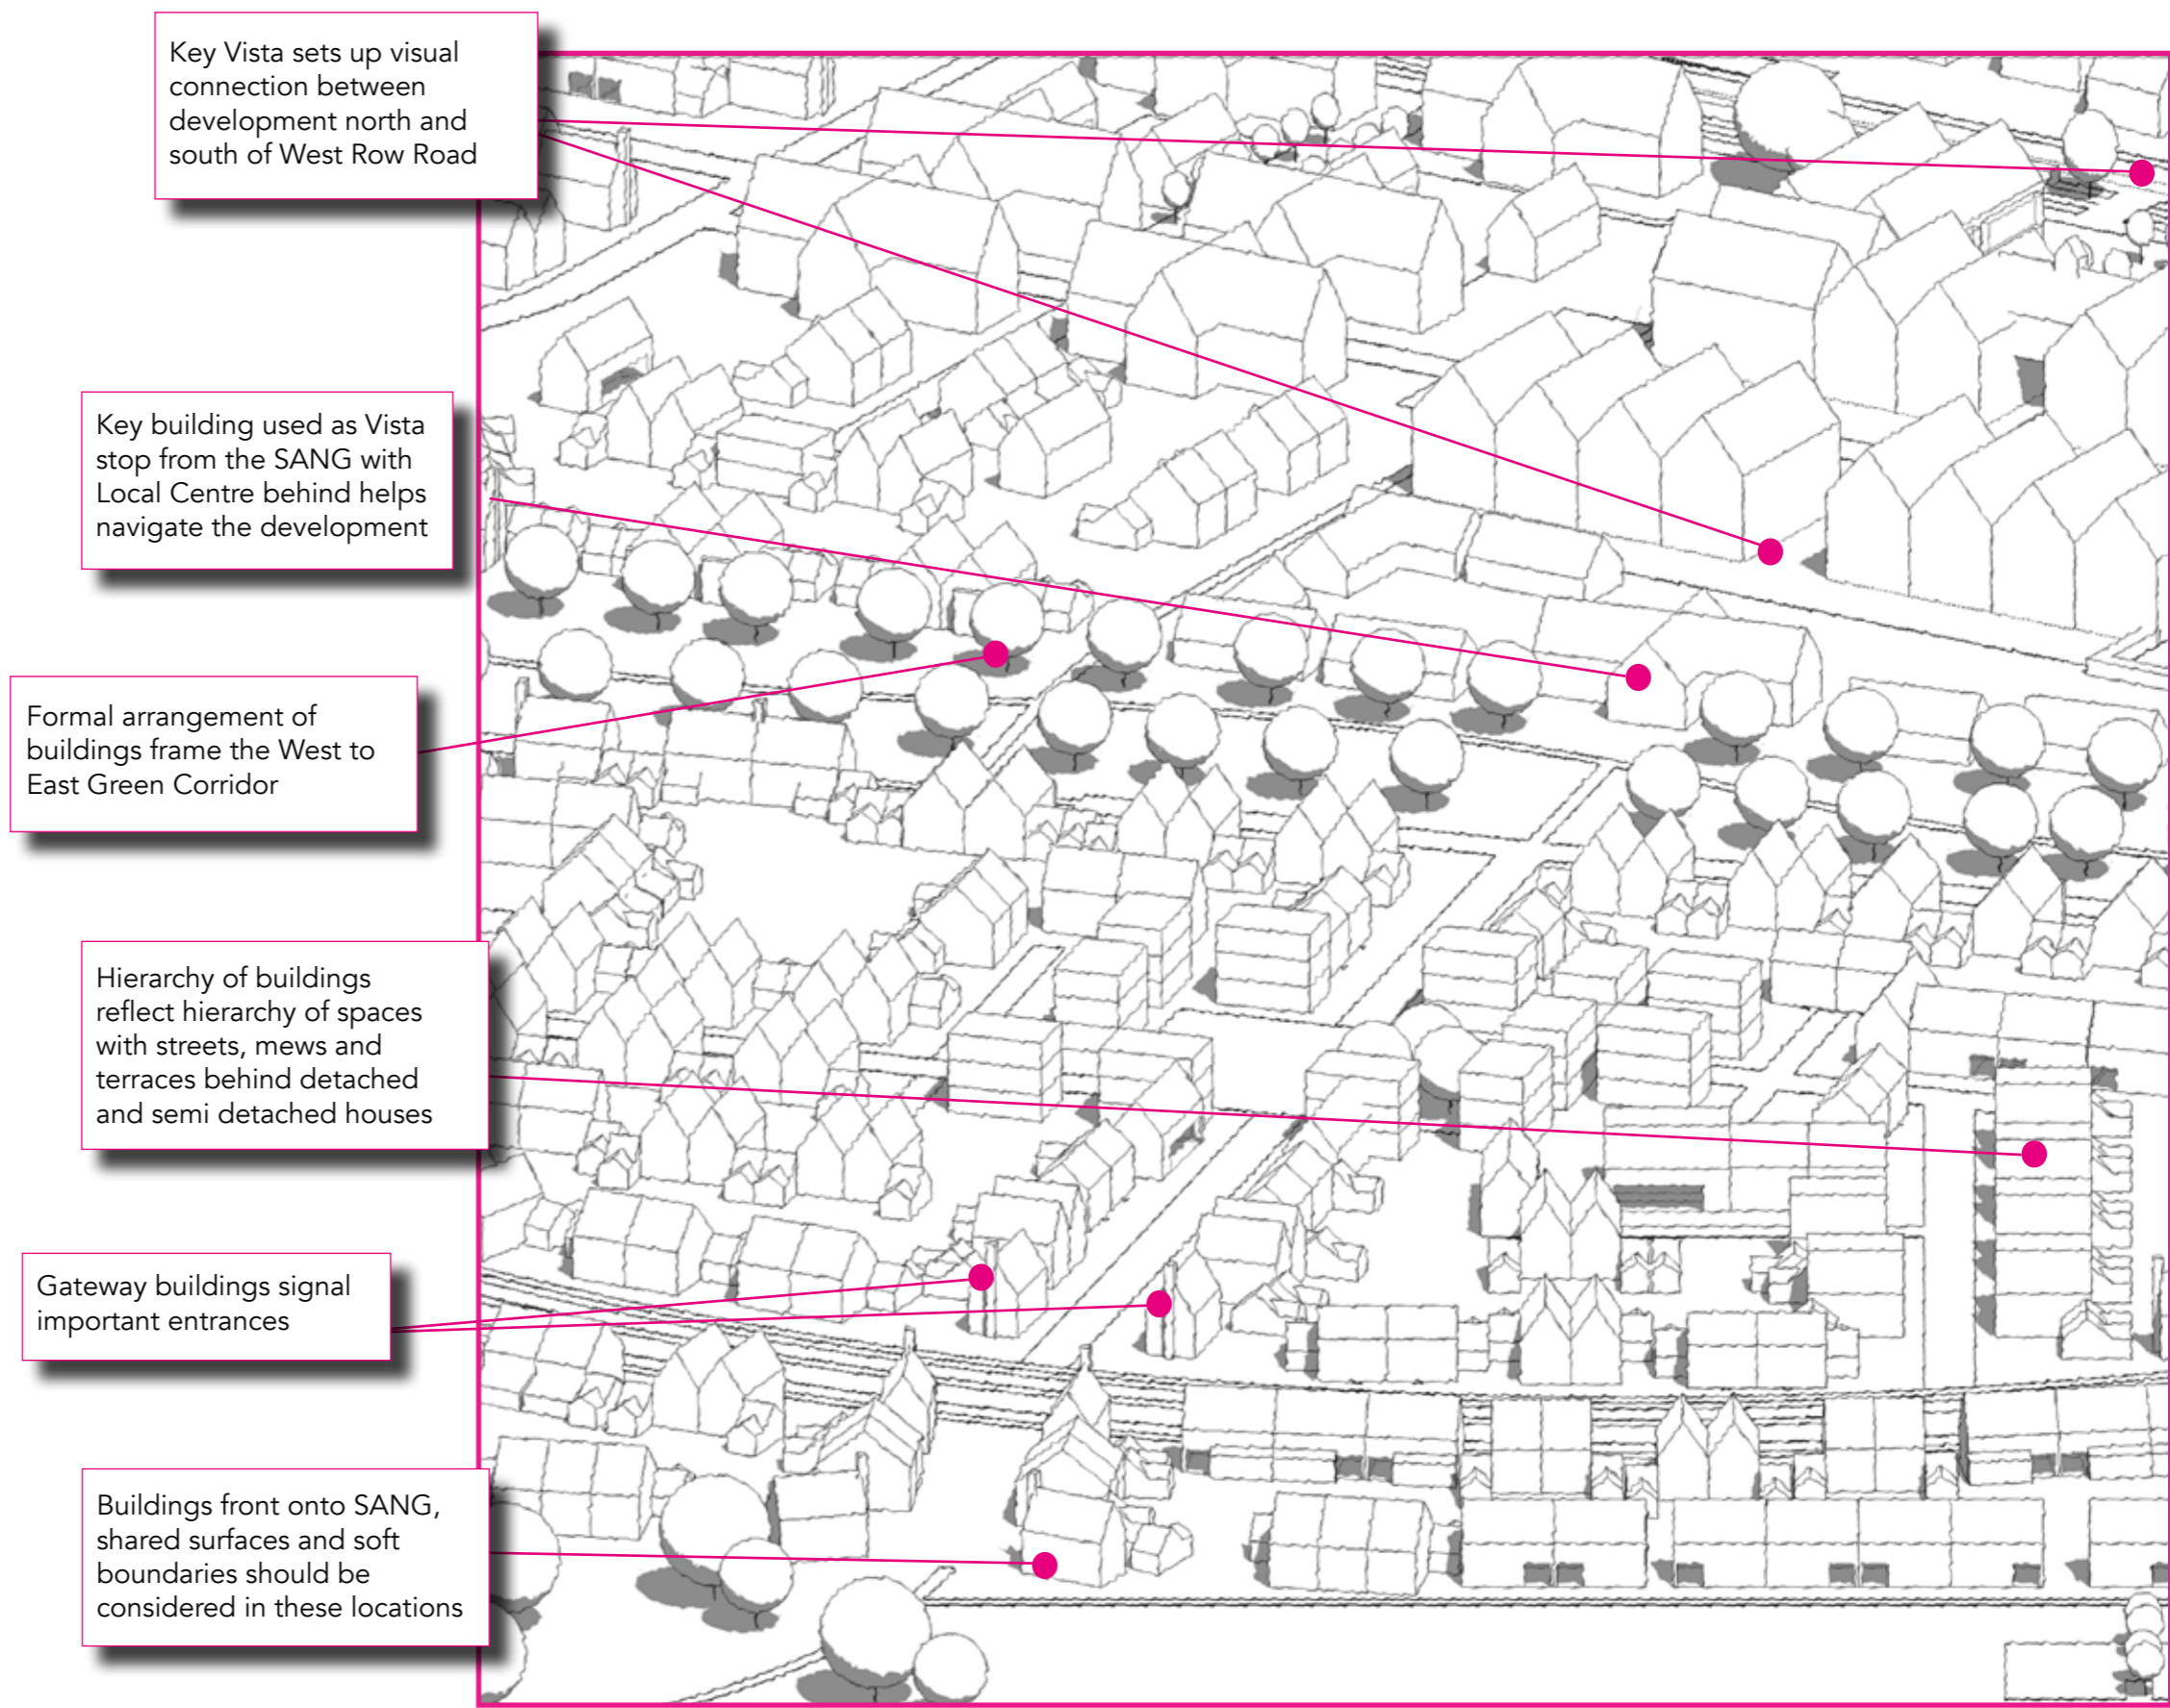 Key Vista sets up visual
connection between
development north and
south of West Row Road
Key building used as Vista
stop from the SANG with
Local Centre behind helps
navigate the development
Formal arrangement of
buildings frame the West to
East Green Corridor
Hierarchy of buildings
reflect hierarchy of spaces
with streets, mews and
terraces behind detached
and semi detached houses
Gateway buildings signal
important entrances
Buildings front onto SANG,
shared surfaces and soft
boundaries should be
considered in these locations